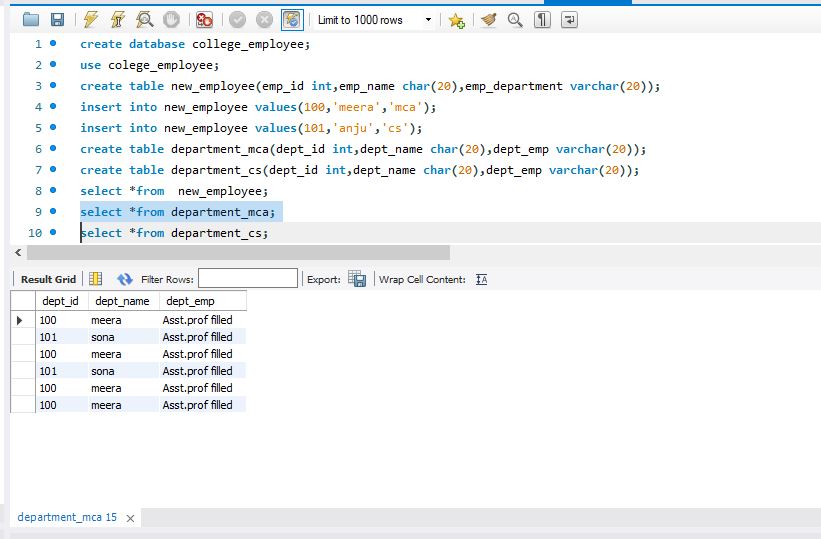 Limit to 1000 rows
1 create database college_employee;
2 use colege_employee;
3 create table new_employee(emp_id int,emp_name char(20),emp_department varchar(20));
4 insert into new_employee values(100,'meera','mca');
5 insert into new_employee values(101,'anju','cs');
6 create table department_mca(dept_id int,dept_name char(20),dept_emp varchar(20));
7 create table department_cs(dept_id int,dept_name char(20),dept_emp varchar(20));
8 select *from  new_employee;
9 select *from department_mca;
10 select *from department_cs;
Result Grid Filter Rows: Export: Wrap Cell Content:
dept_id dept_name dept_emp
100 meera Asst.prof filled
101 sona Asst.prof filled
100 meera Asst.prof filled
101 sona Asst.prof filled
100 meera Asst.prof filled
100 meera Asst.prof filled
department_mca 15